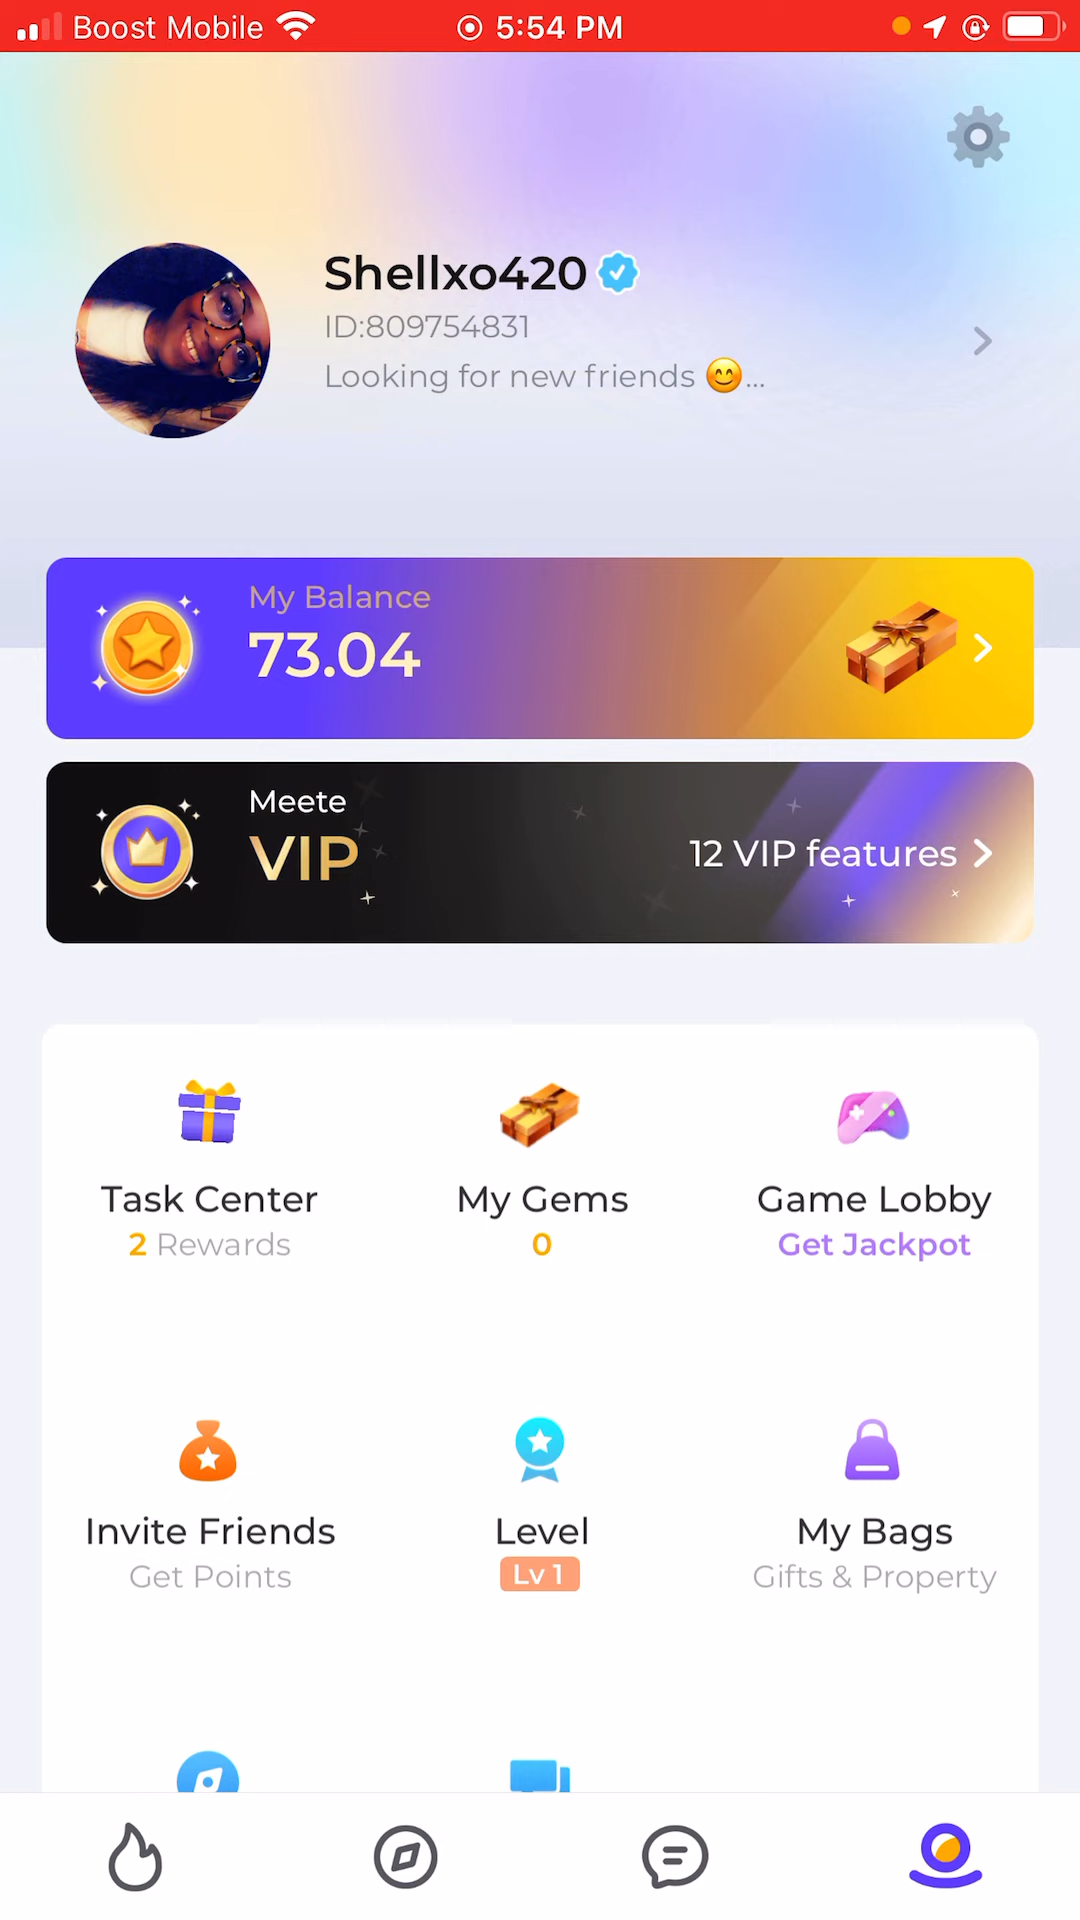 Boost Mobile 5:54 PM
Shellxo420
ID:809754831
Looking for new friends 😊...
My Balance
73.04
Meete
VIP
12 VIP features
Task Center
2 Rewards
My Gems
0
Game Lobby
Get Jackpot
Invite Friends
Get Points
Level
Lv 1
My Bags
Gifts & Property